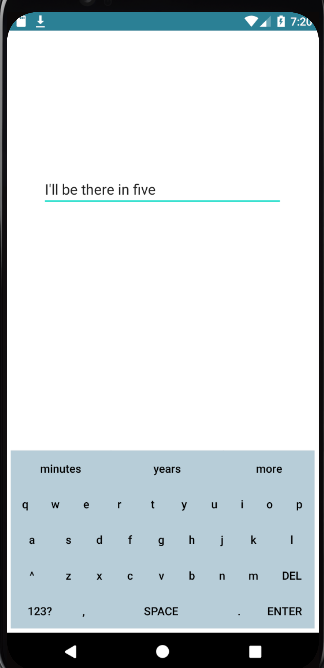 7:20
I'll be there in five
minutes years more
q w e r t y u i o p
a s d f g h j k l
^ z x c v b n m DEL
123? , SPACE . ENTER